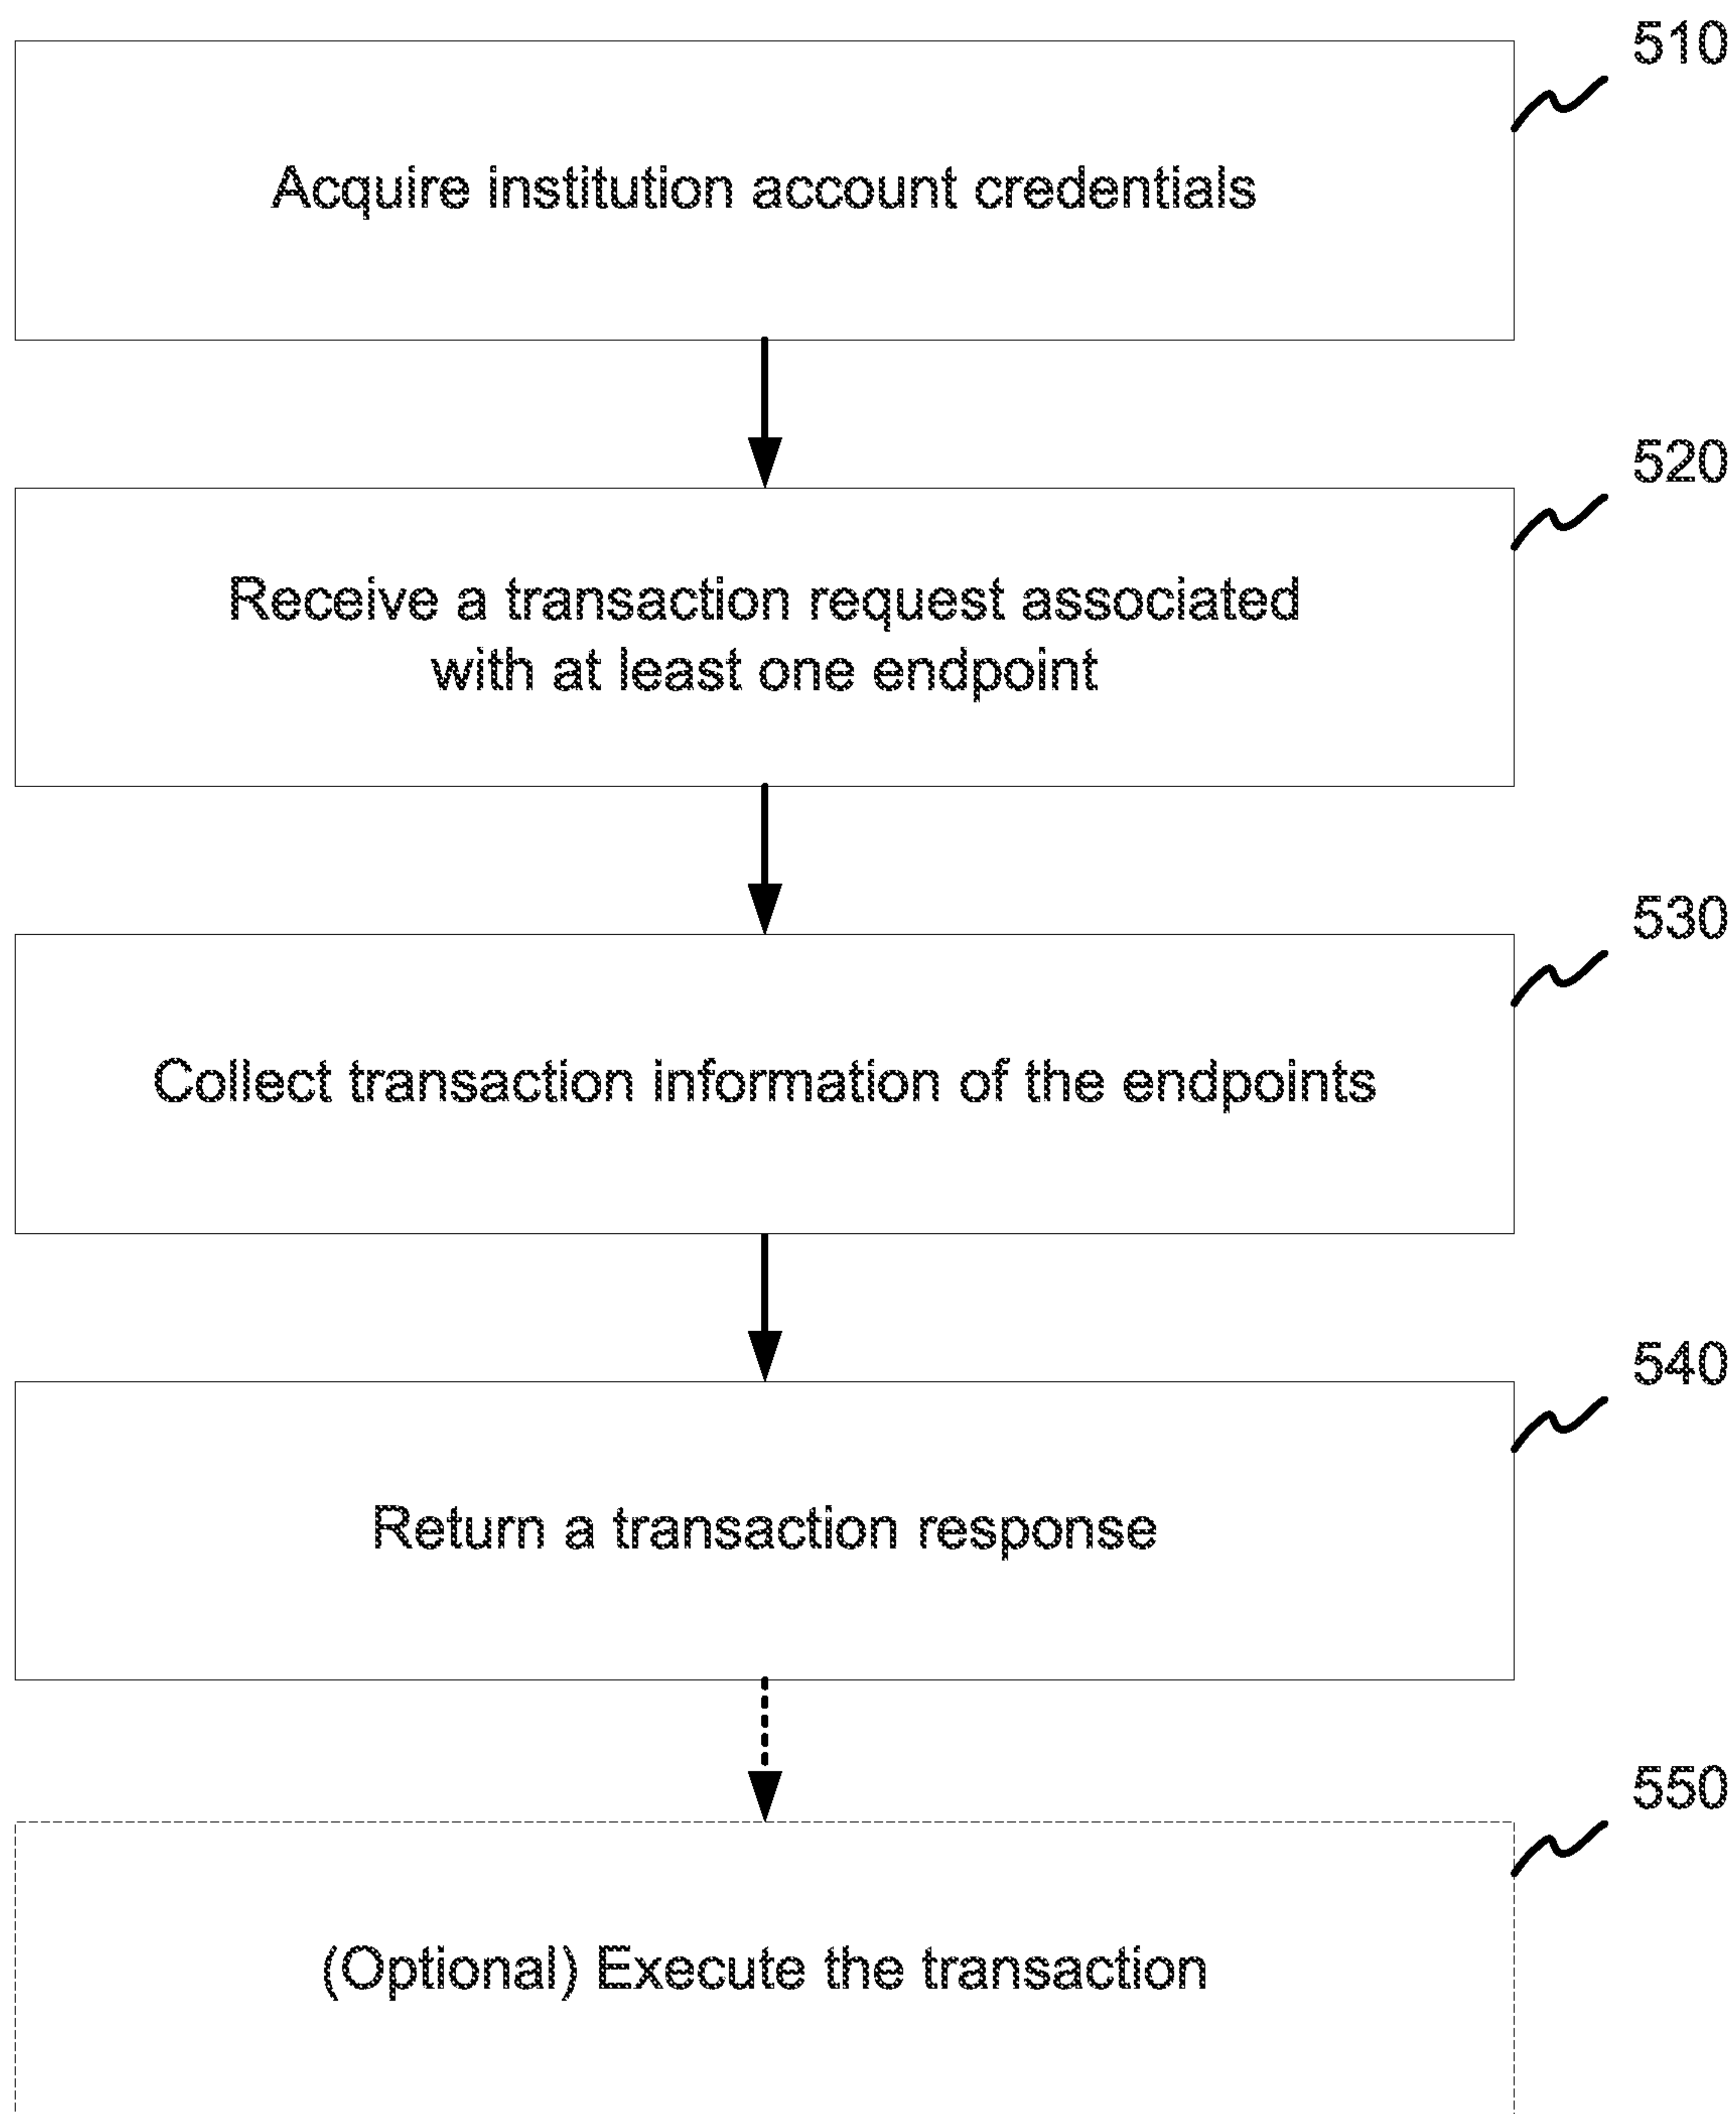 510
Acquire institution account credentials
520
Receive a transaction request associated
with at least one endpoint
530
Collect transaction information of the endpoints
540
Return a transaction response
550
(Optional) Execute the transaction